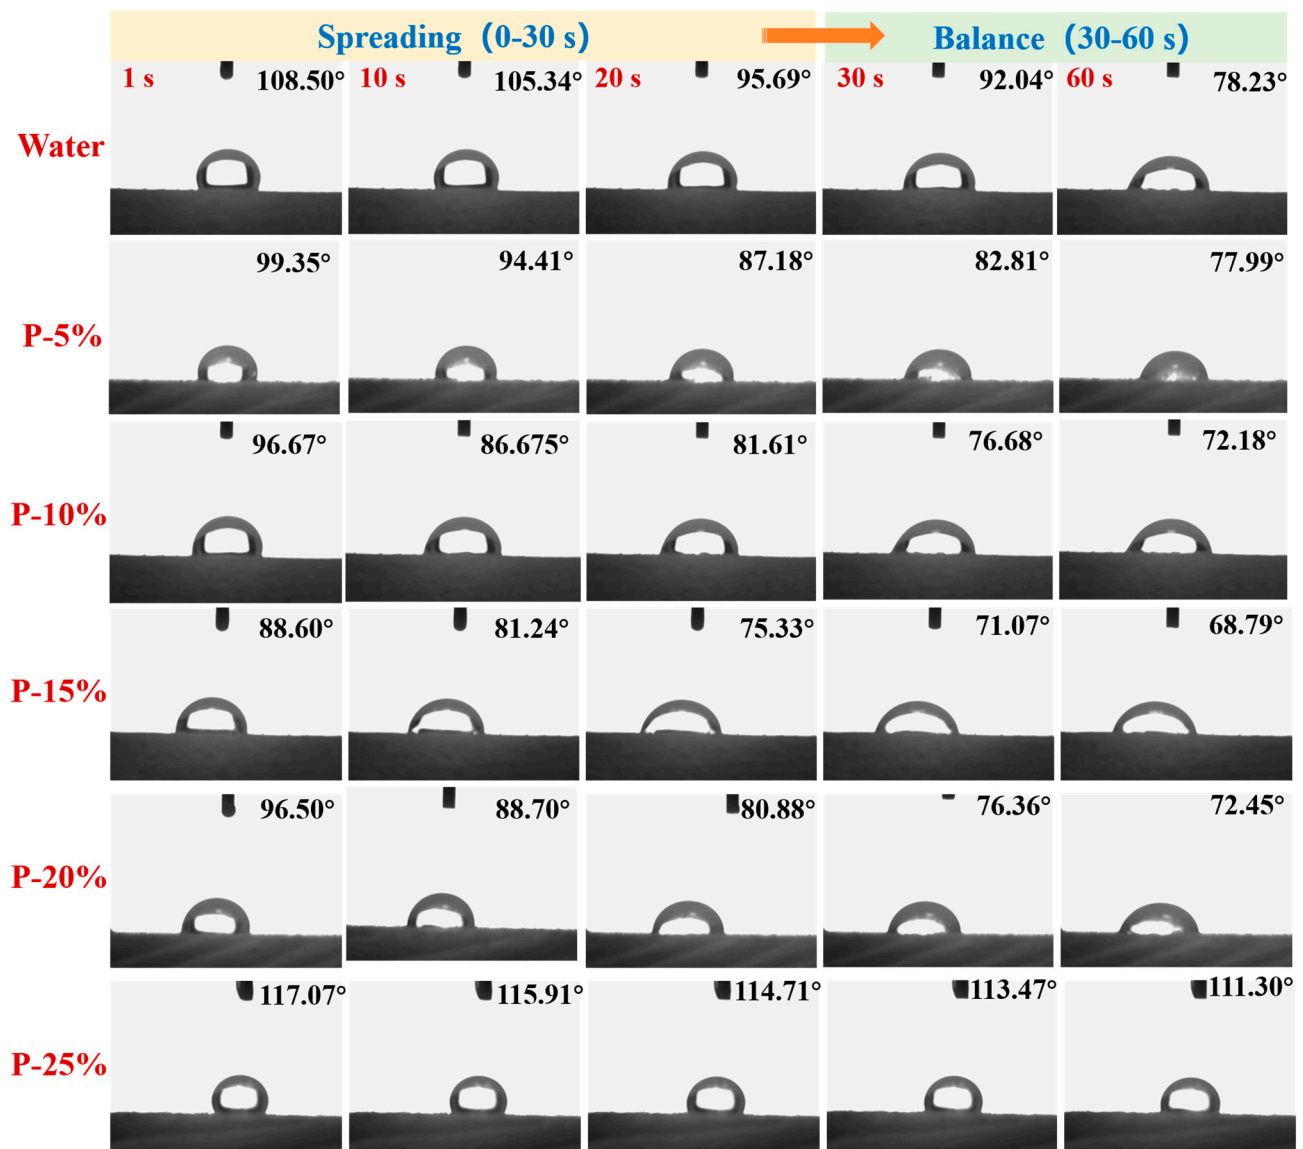 Spreading (0-30 s)
Balance (30-60 s)
1 s 108.50° 10 s 105.34° 20 s 95.69° 30 s 92.04° 60 s 78.23°
Water
99.35° 94.41° 87.18° 82.81° 77.99°
P-5%
96.67° 86.675° 81.61° 76.68° 72.18°
P-10%
88.60° 81.24° 75.33° 71.07° 68.79°
P-15%
96.50° 88.70° 80.88° 76.36° 72.45°
P-20%
117.07° 115.91° 114.71° 113.47° 111.30°
P-25%